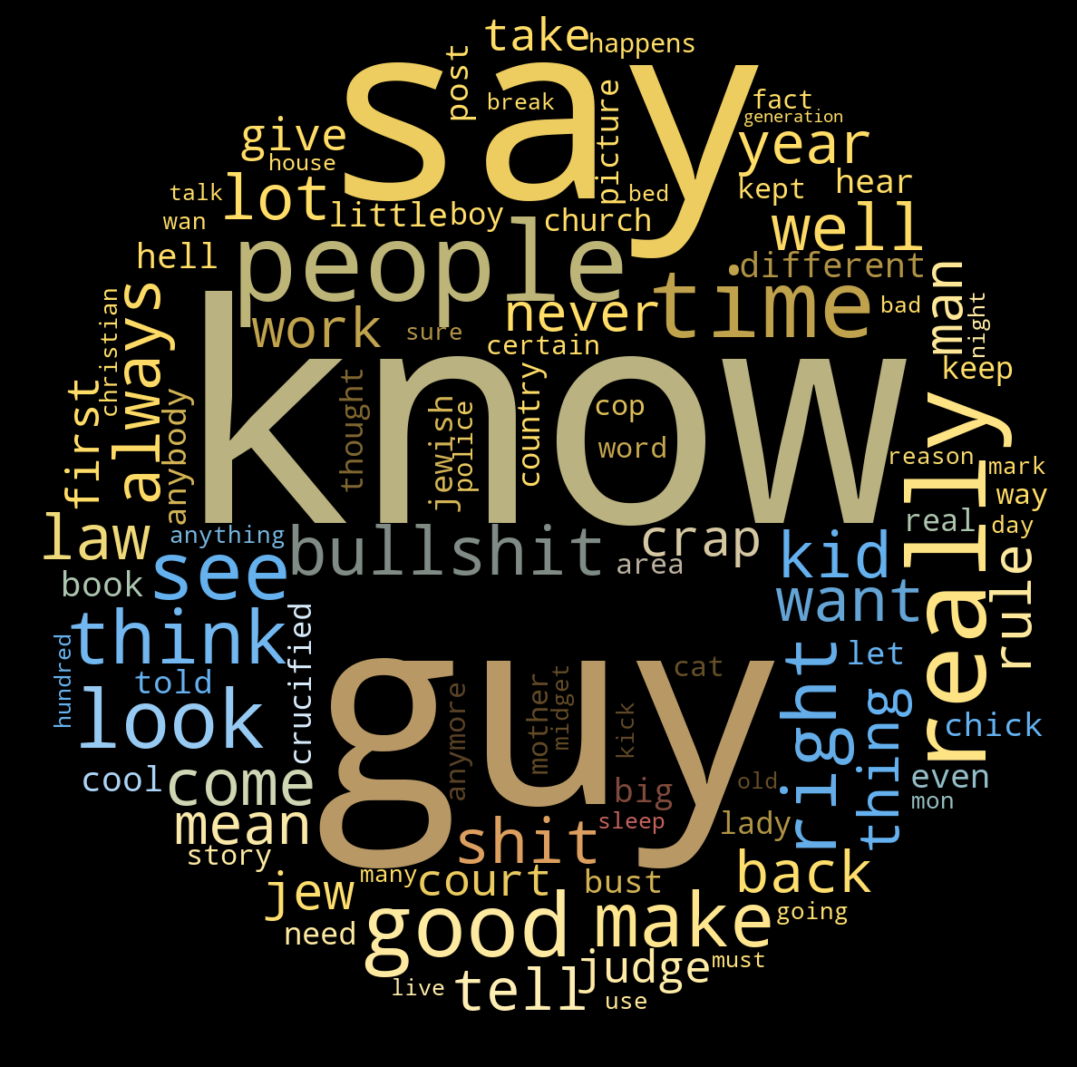 take
happens
say
post
break
picture
fact
generation
give
year
house
talk
lot
bed
kept
hear
wan
little
boy
church
well
people
hell
different
time
man
night
bad
never
work
sure
certain
always
christian
know
keep
first
anybody
thought
jewish
police
country
cop
word
really
reason
mark
way
law
anything
bullshit
crap
real
day
book
see
area
kid
want
rule
think
hundred
crucified
told
look
guy
cat
right
let
thing
chick
anymore
mother
midget
kick
cool
come
big
old
even
mon
mean
shit
sleep
lady
story
jew
many
court
bust
back
need
good
make
going
judge
must
live
tell
use